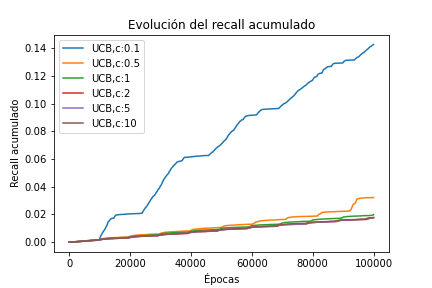 Evolución del recall acumulado
Recall acumulado
0.14
0.12
0.10
0.08
0.06
0.04
0.02
0.00
UCB,c:0.1
UCB,c:0.5
UCB,c:1
UCB,c:2
UCB,c:5
UCB,c:10
0 20000 40000 60000 80000 100000
Épocas